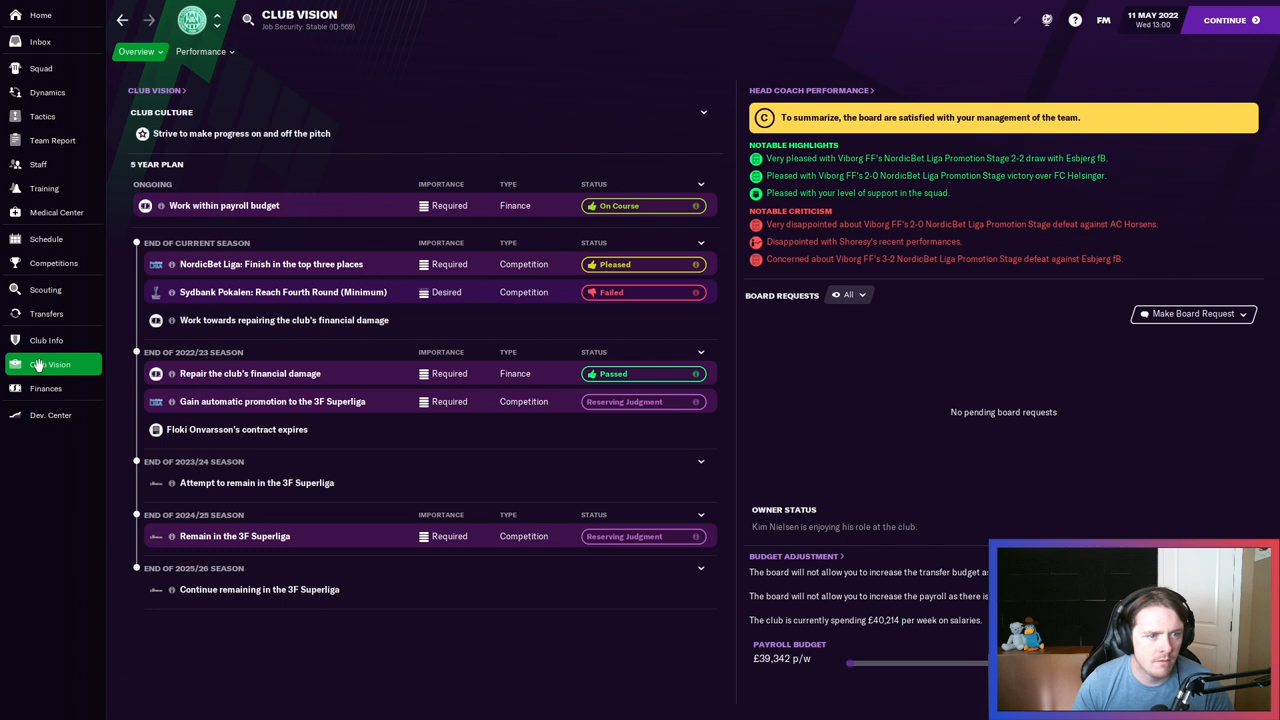 Home
Inbox
Squad
Dynamics
Tactics
Team Report
Staff
Training
Medical Center
Schedule
Competitions
Scouting
Transfers
Club Info
Club Vision
Finances
Dev. Center
CLUB VISION
Job Security: Stable (ID:569)
FM
11 MAY 2022
Wed 13:00
CONTINUE
Overview
Performance
CLUB VISION >
CLUB CULTURE
Strive to make progress on and off the pitch
5 YEAR PLAN
ONGOING IMPORTANCE TYPE STATUS
Work within payroll budget Required Finance On Course
END OF CURRENT SEASON IMPORTANCE TYPE STATUS
NordicBet Liga: Finish in the top three places Required Competition Pleased
Sydbank Pokalen: Reach Fourth Round (Minimum) Desired Competition Failed
Work towards repairing the club's financial damage
END OF 2022/23 SEASON IMPORTANCE TYPE STATUS
Repair the club's financial damage Required Finance Passed
Gain automatic promotion to the 3F Superliga Required Competition Reserving Judgment
Floki Onvarsson's contract expires
END OF 2023/24 SEASON
Attempt to remain in the 3F Superliga
END OF 2024/25 SEASON IMPORTANCE TYPE STATUS
Remain in the 3F Superliga Required Competition Reserving Judgment
END OF 2025/26 SEASON
Continue remaining in the 3F Superliga
HEAD COACH PERFORMANCE >
C To summarize, the board are satisfied with your management of the team.
NOTABLE HIGHLIGHTS
Very pleased with Viborg FF's NordicBet Liga Promotion Stage 2-2 draw with Esbjerg fB.
Pleased with Viborg FF's 2-0 NordicBet Liga Promotion Stage victory over FC Helsingør.
Pleased with your level of support in the squad.
NOTABLE CRITICISM
Very disappointed about Viborg FF's 2-0 NordicBet Liga Promotion Stage defeat against AC Horsens.
Disappointed with Shoresy's recent performances.
Concerned about Viborg FF's 3-2 NordicBet Liga Promotion Stage defeat against Esbjerg fB.
BOARD REQUESTS All
Make Board Request
No pending board requests
OWNER STATUS
Kim Nielsen is enjoying his role at the club.
BUDGET ADJUSTMENT >
The board will not allow you to increase the transfer budget as
The board will not allow you to increase the payroll as there is
The club is currently spending £40,214 per week on salaries.
PAYROLL BUDGET
£39,342 p/w